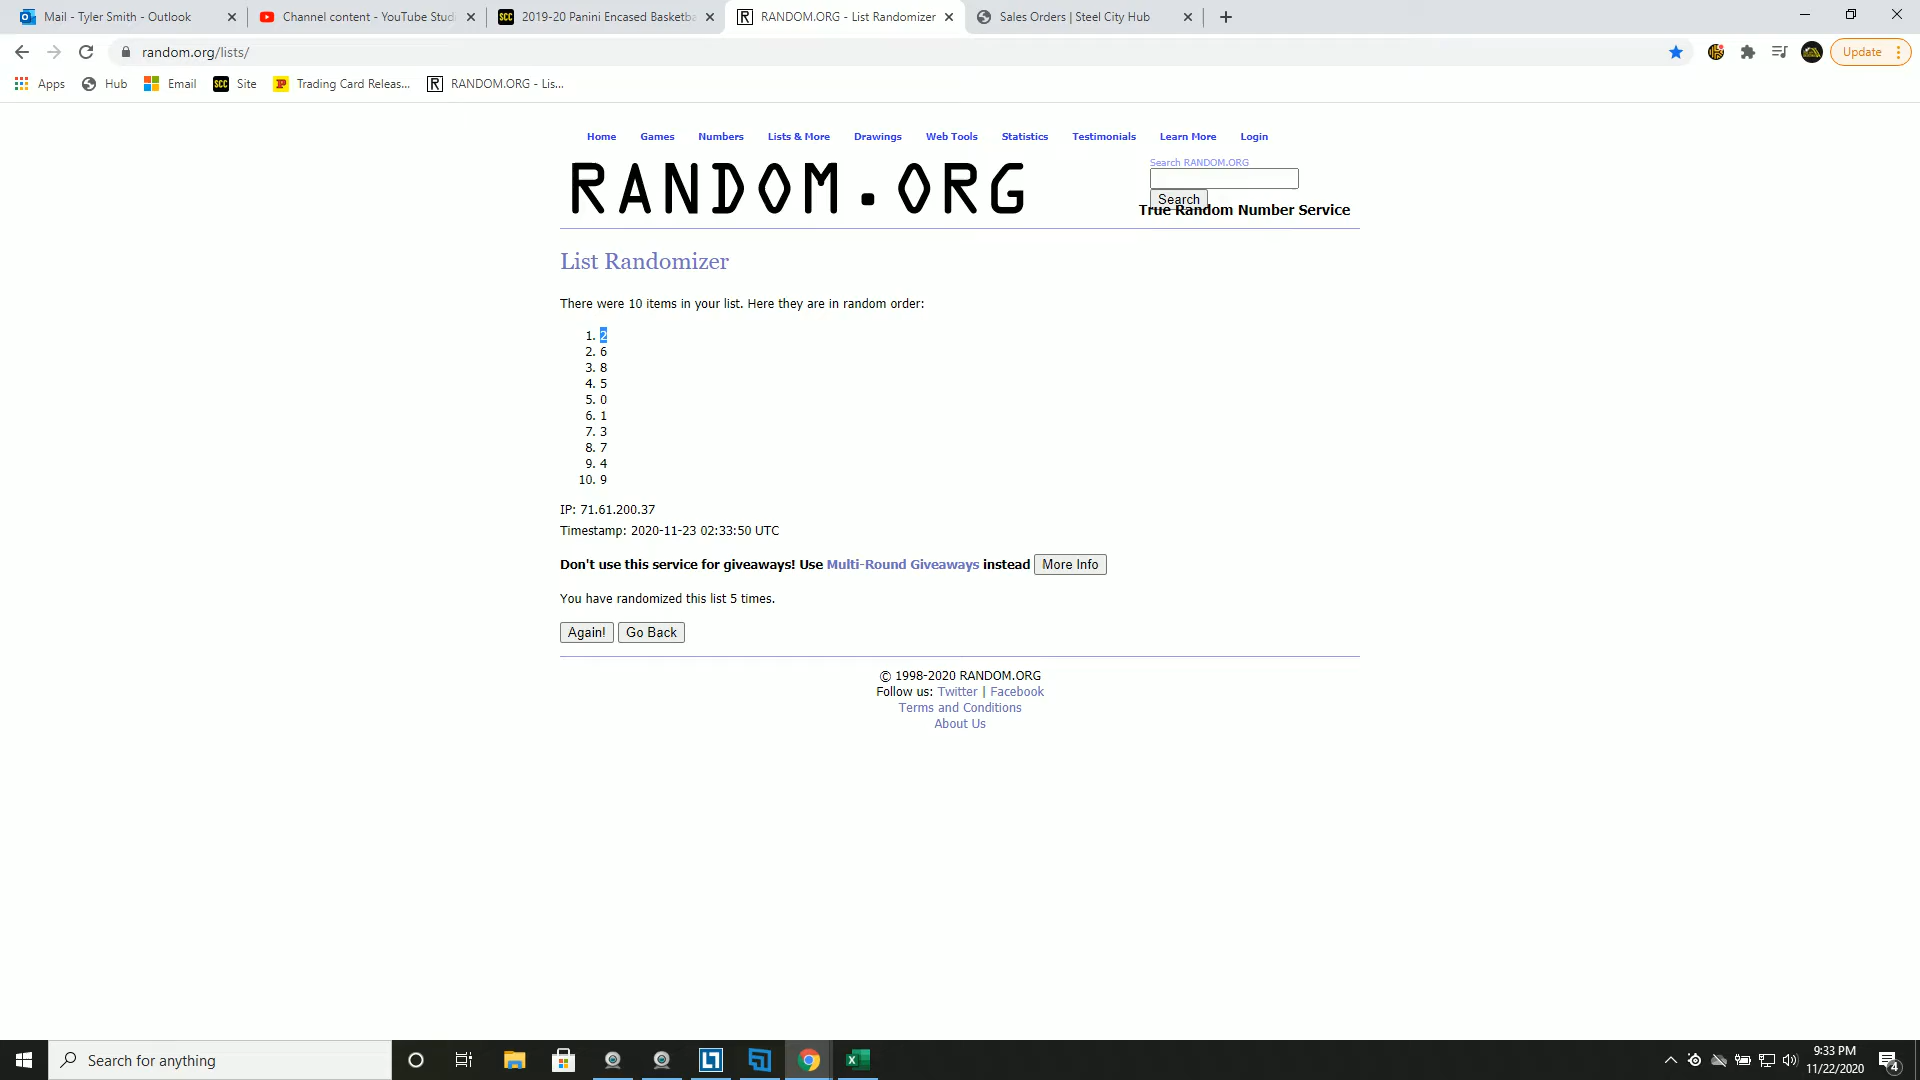 Mail - Tyler Smith - Outlook
Channel content - YouTube Stud
SCC 2019-20 Panini Encased Basketba
R RANDOM.ORG - List Randomizer
Sales Orders | Steel City Hub
random.org/lists/
Update
Apps Hub Email SCC Site P Trading Card Releas... R RANDOM.ORG - Lis...
Home Games Numbers Lists & More Drawings Web Tools Statistics Testimonials Learn More Login
RANDOM.ORG
Search RANDOM.ORG
Search
True Random Number Service
List Randomizer
There were 10 items in your list. Here they are in random order:
1. 2
2. 6
3. 8
4. 5
5. 0
6. 1
7. 3
8. 7
9. 4
10. 9
IP: 71.61.200.37
Timestamp: 2020-11-23 02:33:50 UTC
Don't use this service for giveaways! Use Multi-Round Giveaways instead More Info
You have randomized this list 5 times.
Again! Go Back
© 1998-2020 RANDOM.ORG
Follow us: Twitter | Facebook
Terms and Conditions
About Us
Search for anything
9:33 PM
11/22/2020
4